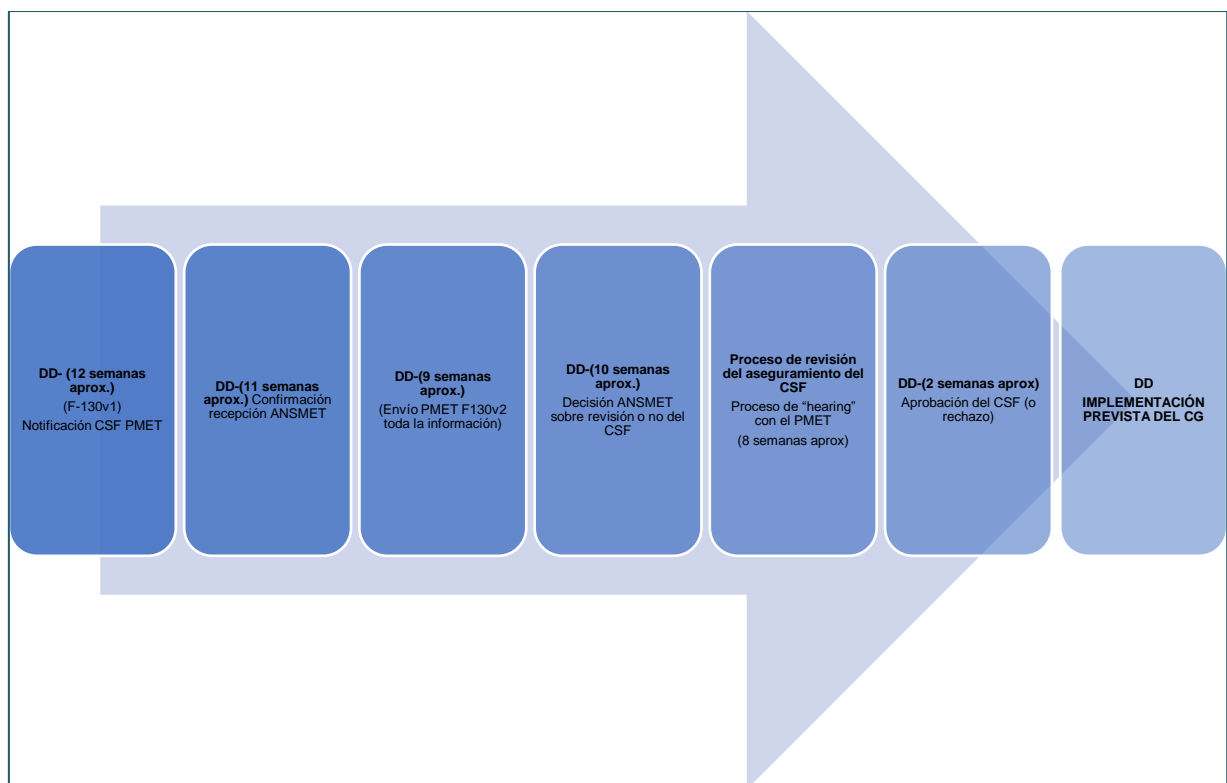 DD- (12 semanas
aprox.)
(F-130v1)
Notificación CSF PMET
DD-(11 semanas
aprox.) Confirmación
recepción ANSMET
DD-(9 semanas
aprox.)
(Envío PMET F130v2
toda la información)
DD-(10 semanas
aprox.)
Decisión ANSMET
sobre revisión o no del
CSF
Proceso de revisión
del aseguramiento del
CSF
Proceso de “hearing”
con el PMET
(8 semanas aprox)
DD-(2 semanas aprox)
Aprobación del CSF (o
rechazo)
DD
IMPLEMENTACIÓN
PREVISTA DEL CG